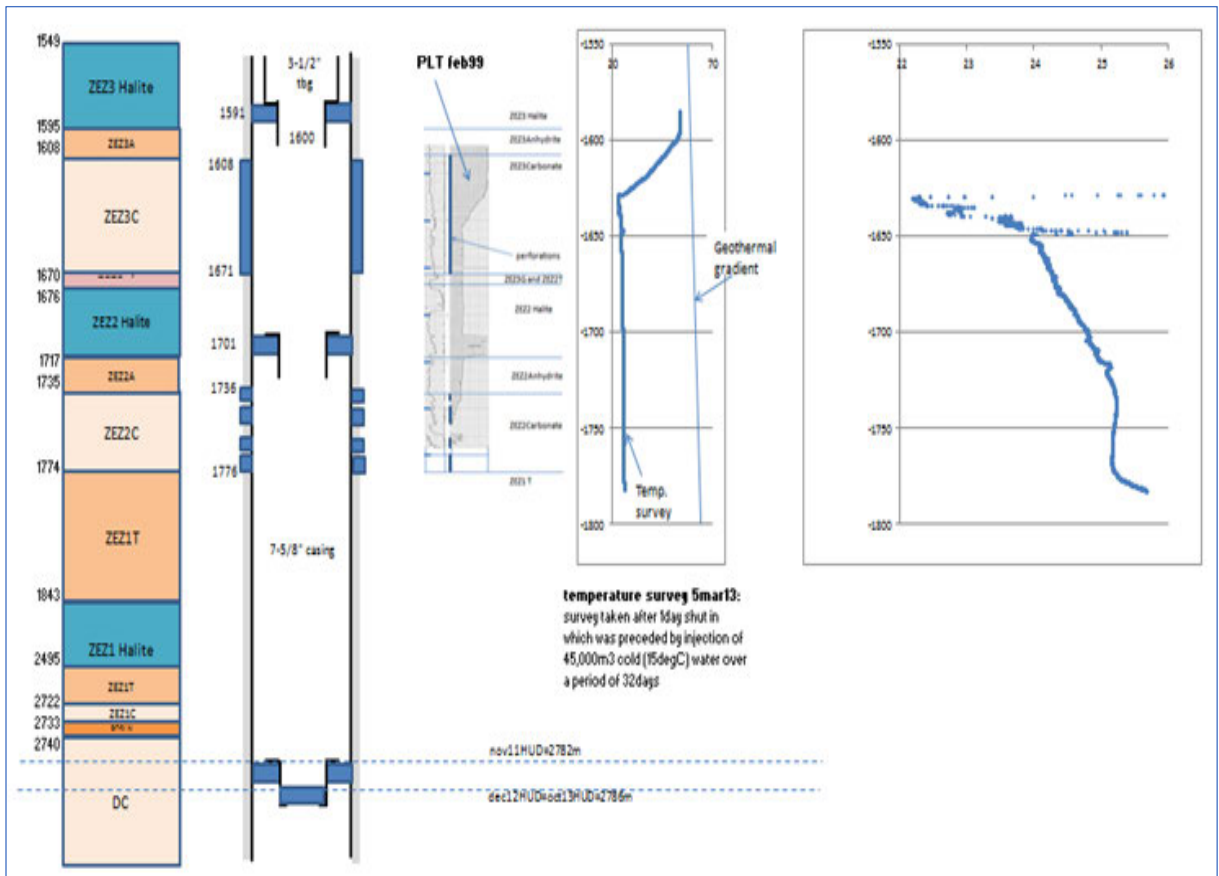 1549
ZEZ3 Halite
1595
ZEZ3A
1608
ZEZ3C
1670
1676
ZEZ2 Halite
1717
ZEZ2A
1735
ZEZ2C
1774
ZEZ1T
1843
ZEZ1 Halite
2495
ZEZ1T
2722
ZEZ1C
2733
2740
DC
3-1/2"
tbg
1591
1600
1608
1671
1701
1736
1776
7-5/8" casing
PLT feb99
ZEZ3 Halite
ZEZ3Anhydrite
ZEZ3Carbonate
perforations
ZEZ3G and ZEZ2T
ZEZ2 Halite
ZEZ2Anhydrite
ZEZ2Carbonate
ZEZ1 T
-1550
20
70
-1600
-1650
-1700
-1750
-1800
Geothermal
gradient
Temp.
survey
-1550
22
23
24
25
26
-1600
-1650
-1700
-1750
-1800
temperature survey 5mar13:
survey taken after 1day shut in
which was preceded by injection of
45,000m3 cold (15degC) water over
a period of 32days
nov11HUD=2782m
dec12HUD=oct13HUD=2786m